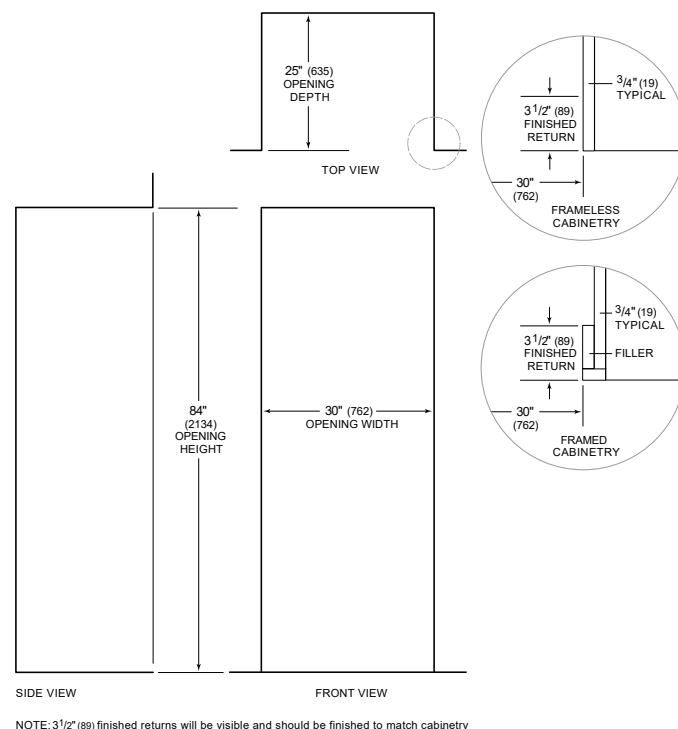 25" (635)
OPENING
DEPTH
TOP VIEW
3/4" (19)
TYPICAL
3 1/2" (89)
FINISHED
RETURN
30"
(762)
FRAMELESS
CABINETRY
3/4" (19)
TYPICAL
3 1/2" (89)
FINISHED
RETURN
FILLER
30"
(762)
FRAMED
CABINETRY
84"
(2134)
OPENING
HEIGHT
30" (762)
OPENING WIDTH
SIDE VIEW
FRONT VIEW
NOTE: 3 1/2" (89) finished returns will be visible and should be finished to match cabinetry